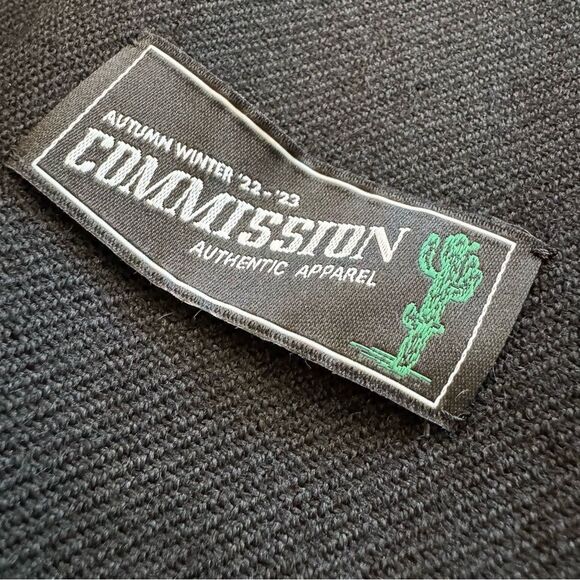 AUTUMN WINTER '22-'23
COMMISSION
AUTHENTIC APPAREL